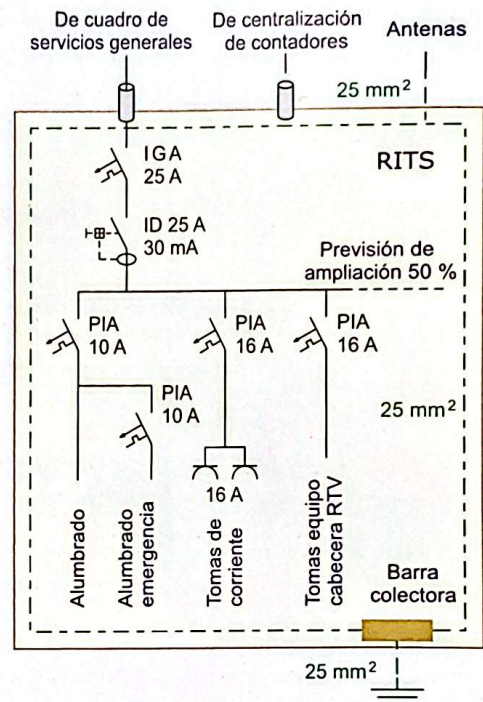 De cuadro de
servicios generales
De centralización
de contadores
Antenas
25 mm²
RITS
IGA
25 A
ID 25 A
30 mA
Previsión de
ampliación 50 %
PIA
10 A
PIA
16 A
PIA
16 A
PIA
10 A
25 mm²
16 A
Alumbrado
Alumbrado
emergencia
Tomas de
corriente
Tomas equipo
cabecera RTV
Barra
colectora
25 mm²